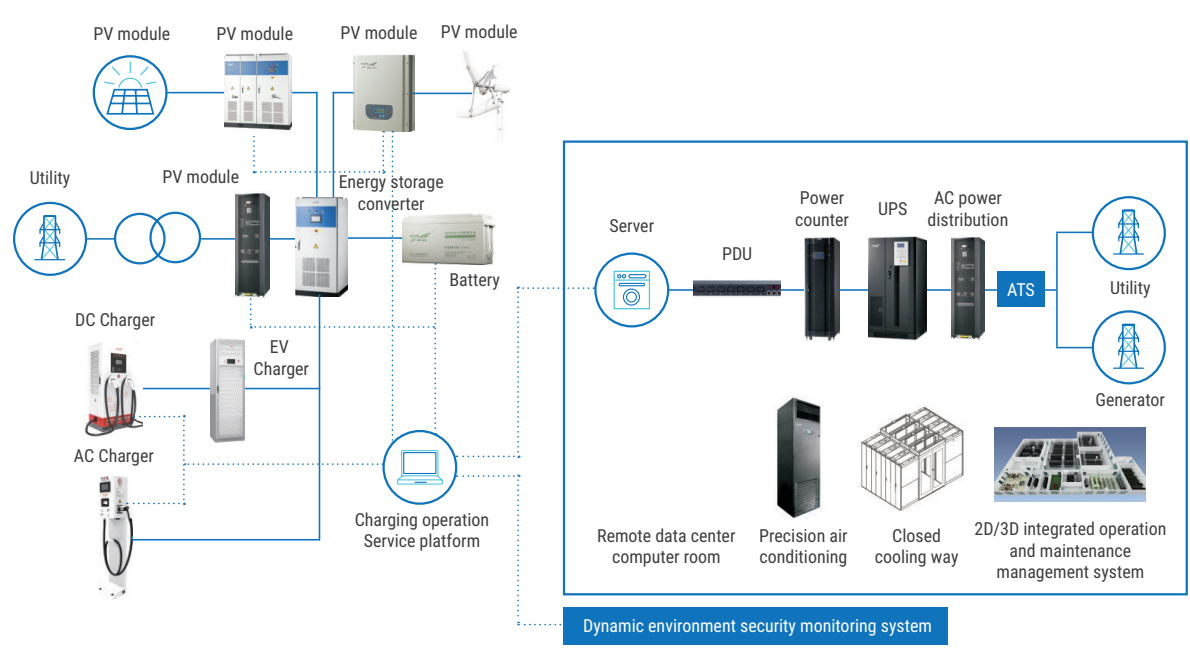 PV module
PV module
PV module
PV module
Utility
PV module
Energy storage
converter
Battery
DC Charger
EV
Charger
AC Charger
Charging operation
Service platform
Server
PDU
Power
counter
UPS
AC power
distribution
ATS
Utility
Generator
Remote data center
computer room
Precision air
conditioning
Closed
cooling way
2D/3D integrated operation
and maintenance
management system
Dynamic environment security monitoring system